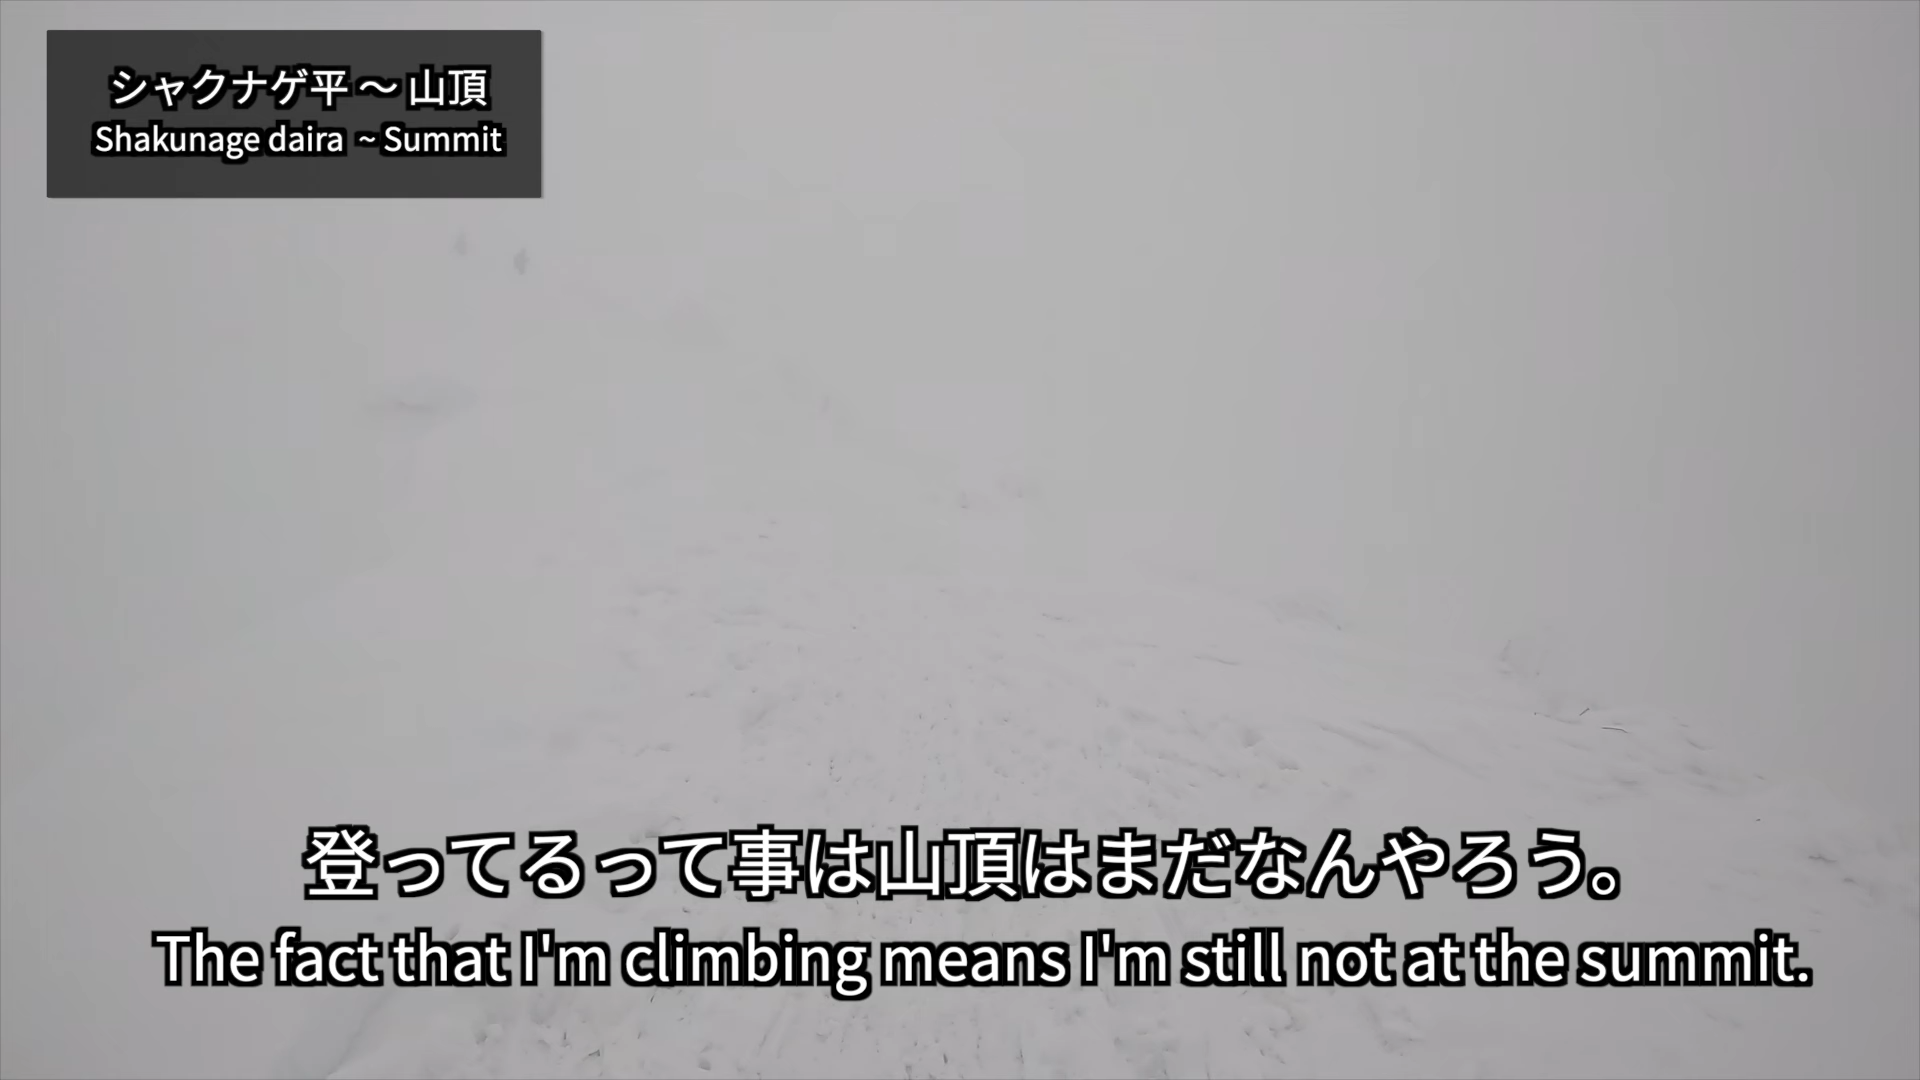 シャクナゲ平 ～ 山頂
Shakunage daira ~ Summit
登ってるって事は山頂はまだなんやろう。
The fact that I'm climbing means I'm still not at the summit.